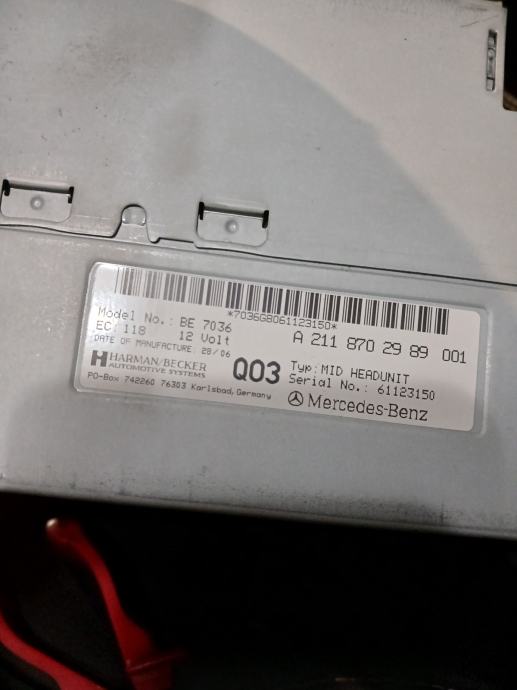 *7036G8061123150*
Model No.: BE 7036
A 211 870 29 89 001
EC: 118 12 Volt
DATE OF MANUFACTURE: 28/06
HARMAN/BECKER
AUTOMOTIVE SYSTEMS
Q03
Typ: MID HEADUNIT
Serial No.: 61123150
PO-Box 742260 76303 Karlsbad, Germany
Mercedes-Benz